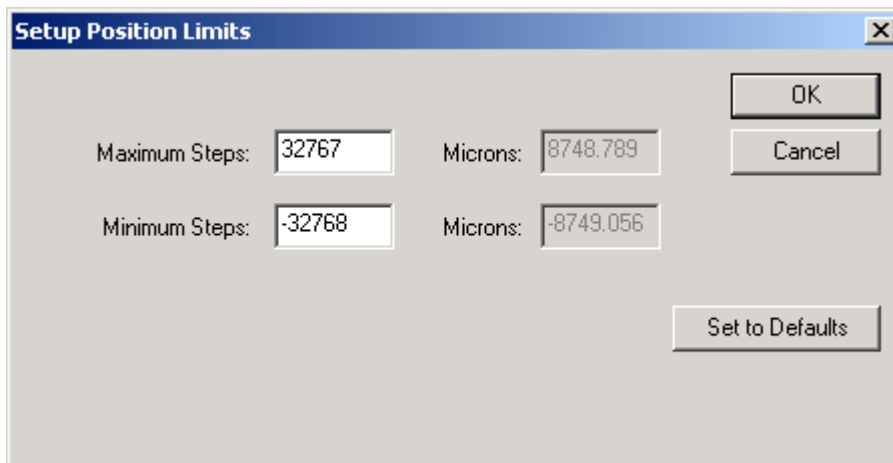 Setup Position Limits
OK
Maximum Steps: 32767 Microns: 8748.789
Cancel
Minimum Steps: -32768 Microns: -8749.056
Set to Defaults